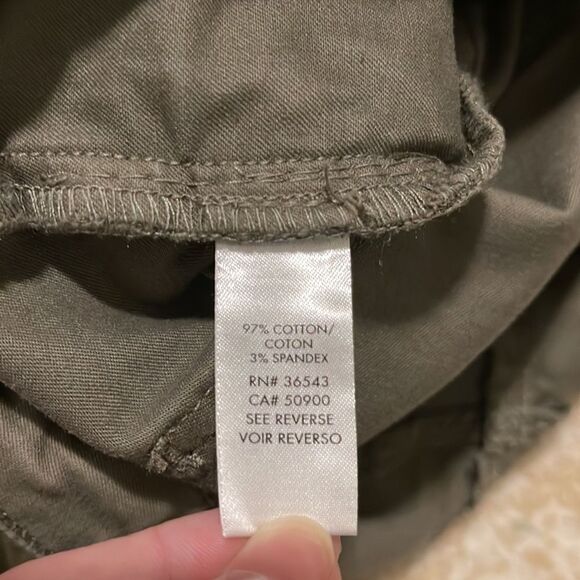 97% COTTON/
COTON
3% SPANDEX
RN# 36543
CA# 50900
SEE REVERSE
VOIR REVERSO